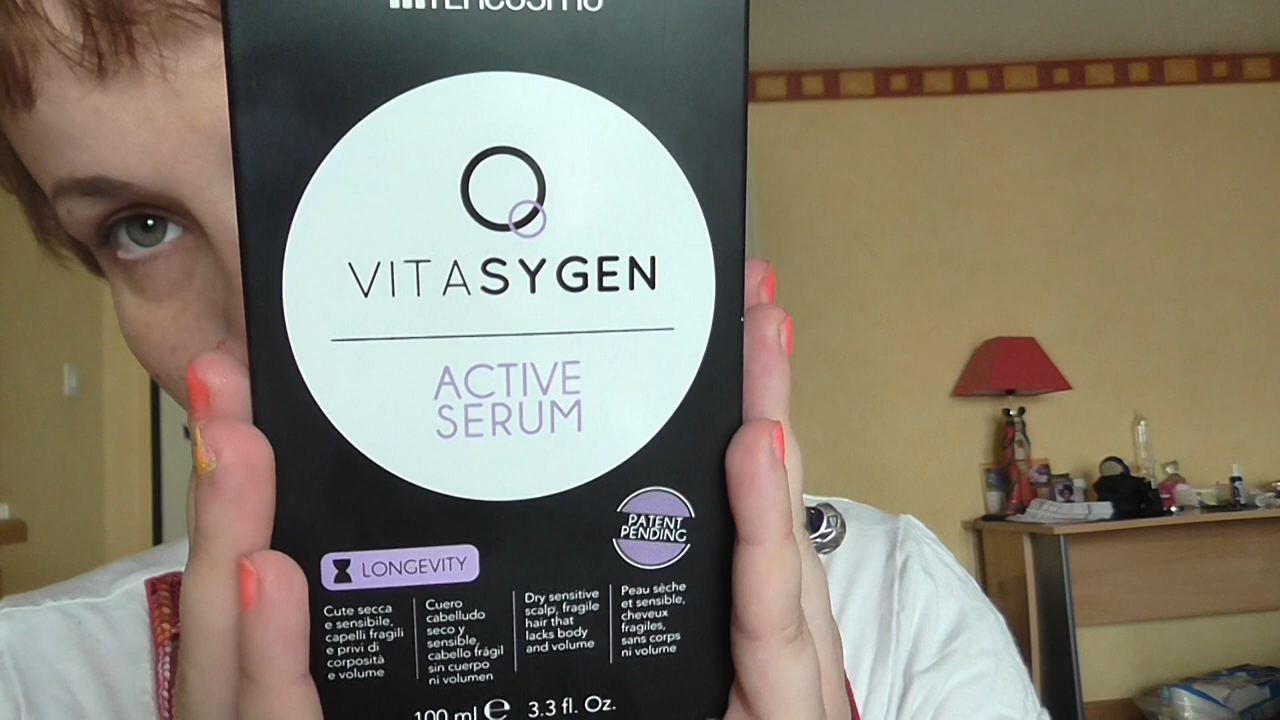 VITASYGEN
ACTIVE
SERUM
PATENT
PENDING
LONGEVITY
Cute secca
e sensibile,
capelli fragili
e privi di
corposità
e volume
Cuero
cabelludo
seco y
sensible,
cabello frágil
sin cuerpo
ni volumen
Dry sensitive
scalp, fragile
hair that
lacks body
and volume
Peau sèche
et sensible,
cheveux
fragiles,
sans corps
ni volume
100 ml e 3.3 fl. Oz.